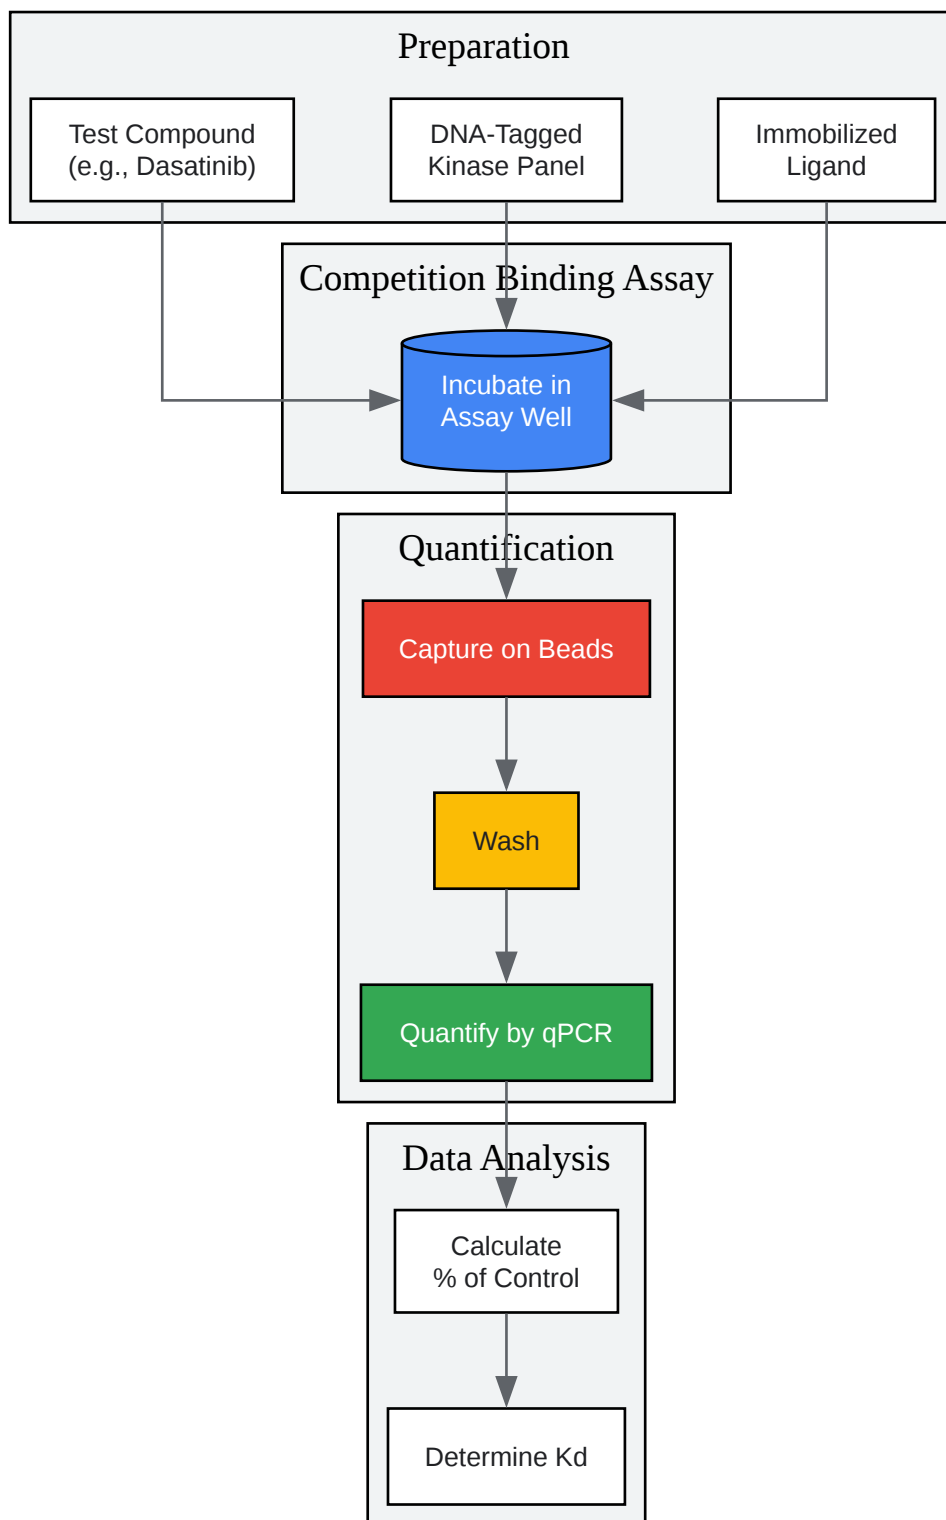 Preparation
Test Compound
(e.g., Dasatinib)
DNA-Tagged
Kinase Panel
Immobilized
Ligand
Competition Binding Assay
Incubate in
Assay Well
Quantification
Capture on Beads
Wash
Quantify by qPCR
Data Analysis
Calculate
% of Control
Determine Kd